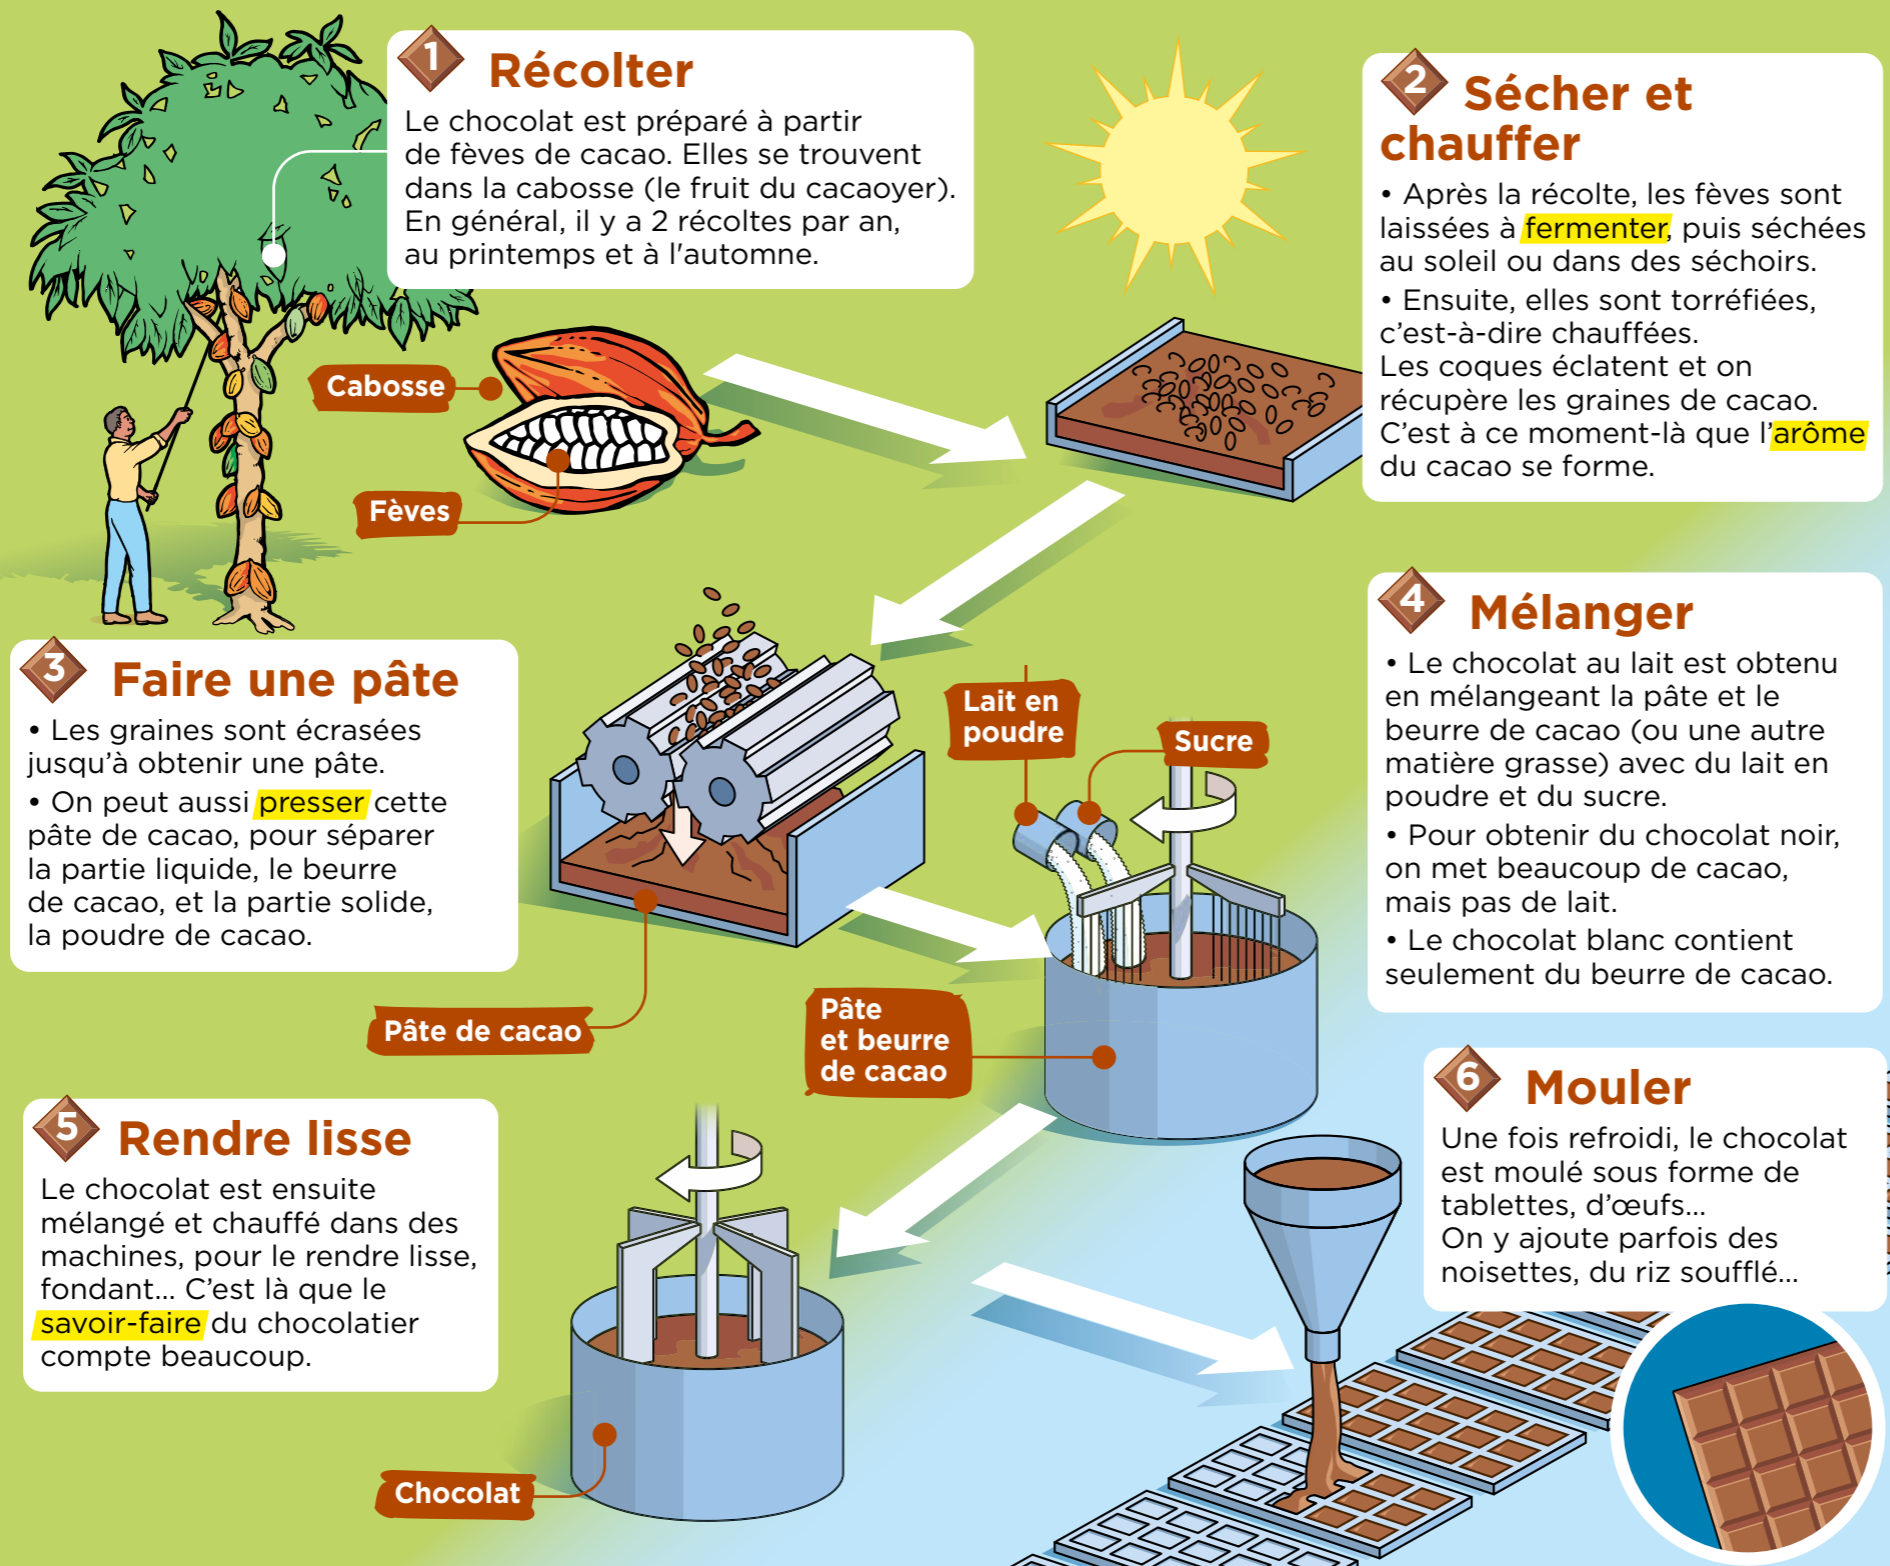 1 Récolter
Le chocolat est préparé à partir
de fèves de cacao. Elles se trouvent
dans la cabosse (le fruit du cacaoyer).
En général, il y a 2 récoltes par an,
au printemps et à l'automne.
Cabosse
Fèves
2 Sécher et
chauffer
• Après la récolte, les fèves sont
laissées à fermenter, puis séchées
au soleil ou dans des séchoirs.
• Ensuite, elles sont torréfiées,
c’est-à-dire chauffées.
Les coques éclatent et on
récupère les graines de cacao.
C’est à ce moment-là que l’arôme
du cacao se forme.
3 Faire une pâte
• Les graines sont écrasées
jusqu’à obtenir une pâte.
• On peut aussi presser cette
pâte de cacao, pour séparer
la partie liquide, le beurre
de cacao, et la partie solide,
la poudre de cacao.
Pâte de cacao
4 Mélanger
• Le chocolat au lait est obtenu
en mélangeant la pâte et le
beurre de cacao (ou une autre
matière grasse) avec du lait en
poudre et du sucre.
• Pour obtenir du chocolat noir,
on met beaucoup de cacao,
mais pas de lait.
• Le chocolat blanc contient
seulement du beurre de cacao.
Lait en
poudre
Sucre
Pâte
et beurre
de cacao
5 Rendre lisse
Le chocolat est ensuite
mélangé et chauffé dans des
machines, pour le rendre lisse,
fondant... C’est là que le
savoir-faire du chocolatier
compte beaucoup.
Chocolat
6 Mouler
Une fois refroidi, le chocolat
est moulé sous forme de
tablettes, d’œufs...
On y ajoute parfois des
noisettes, du riz soufflé...